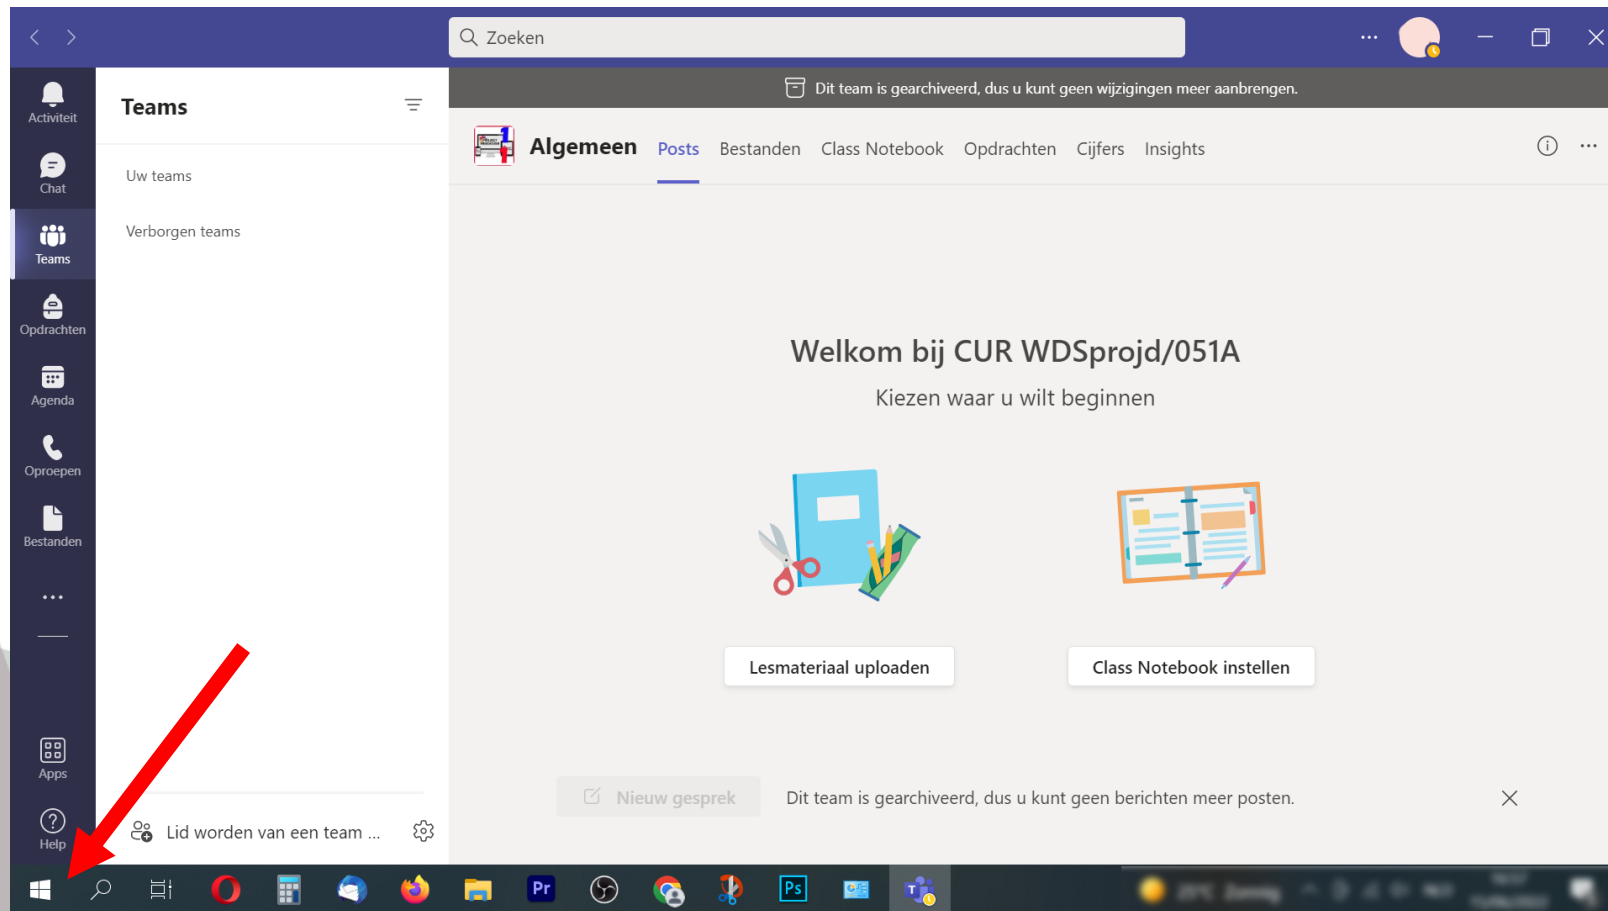 Zoeken
Dit team is gearchiveerd, dus u kunt geen wijzigingen meer aanbrengen.
Activiteit
Chat
Teams
Opdrachten
Agenda
Oproepen
Bestanden
Apps
Help
Teams
Uw teams
Verborgen teams
Lid worden van een team ...
Algemeen Posts Bestanden Class Notebook Opdrachten Cijfers Insights
Welkom bij CUR WDSprojd/051A
Kiezen waar u wilt beginnen
Lesmateriaal uploaden
Class Notebook instellen
Nieuw gesprek Dit team is gearchiveerd, dus u kunt geen berichten meer posten.
Pr
Ps